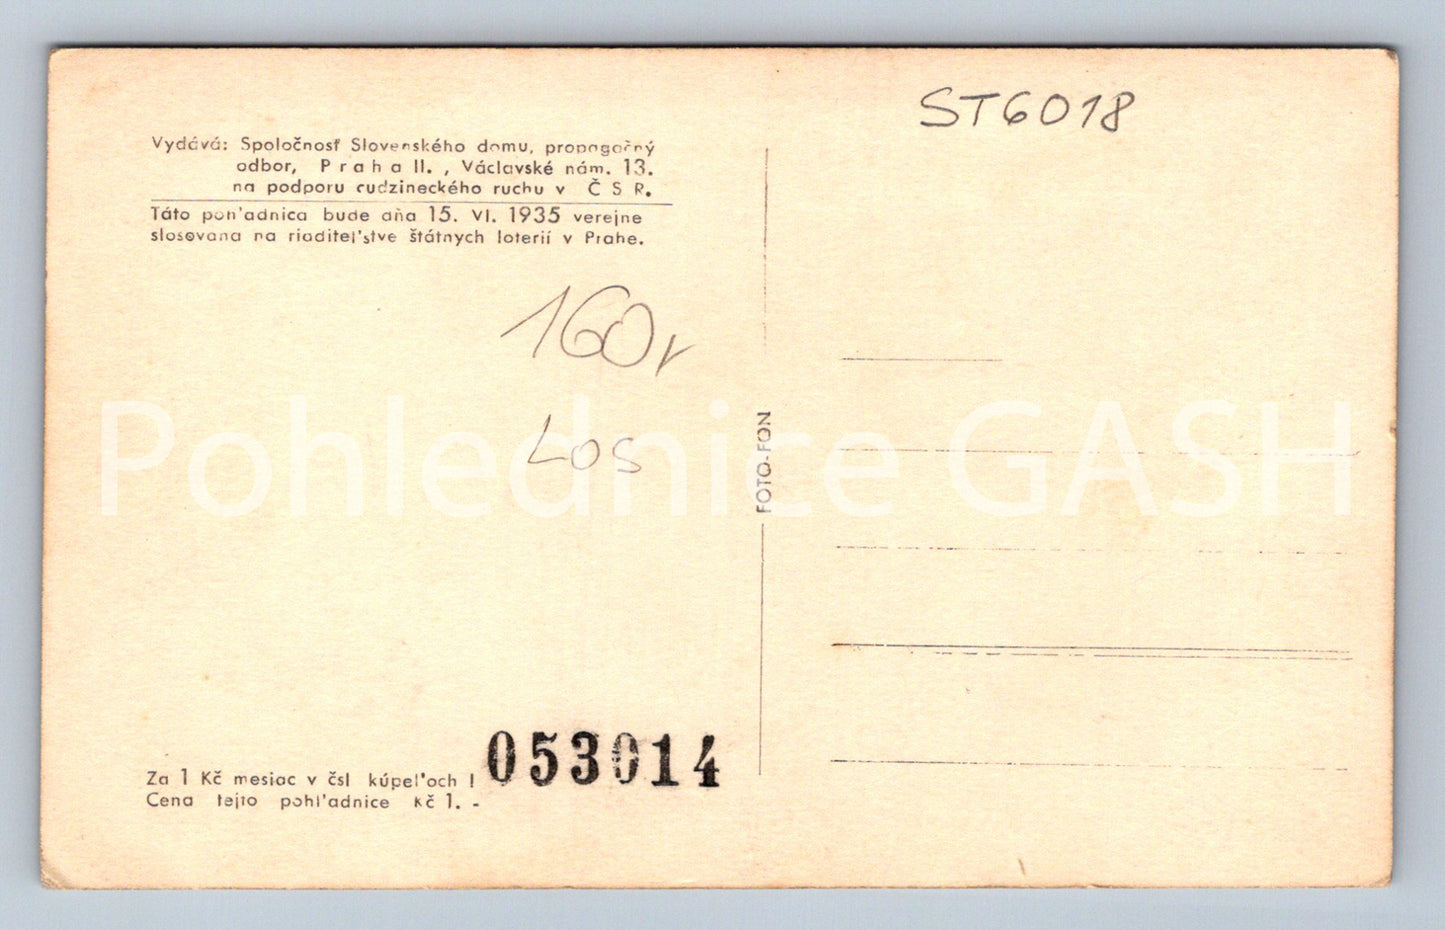 ST6018
Vydává: Spoločnosť Slovenského domu, propagačný
odbor, Praha II., Václavské nám. 13.
na podporu cudzineckého ruchu v ČSR.
Táto pohľadnica bude dňa 15. VI. 1935 verejne
slosovaná na riaditeľstve štátnych loterií v Prahe.
160,-
LOS
Pohlednice GASH
FOTO-FON
053014
Za 1 Kč mesiac v čsl kúpeľoch !
Cena tejto pohľadnice Kč 1. -